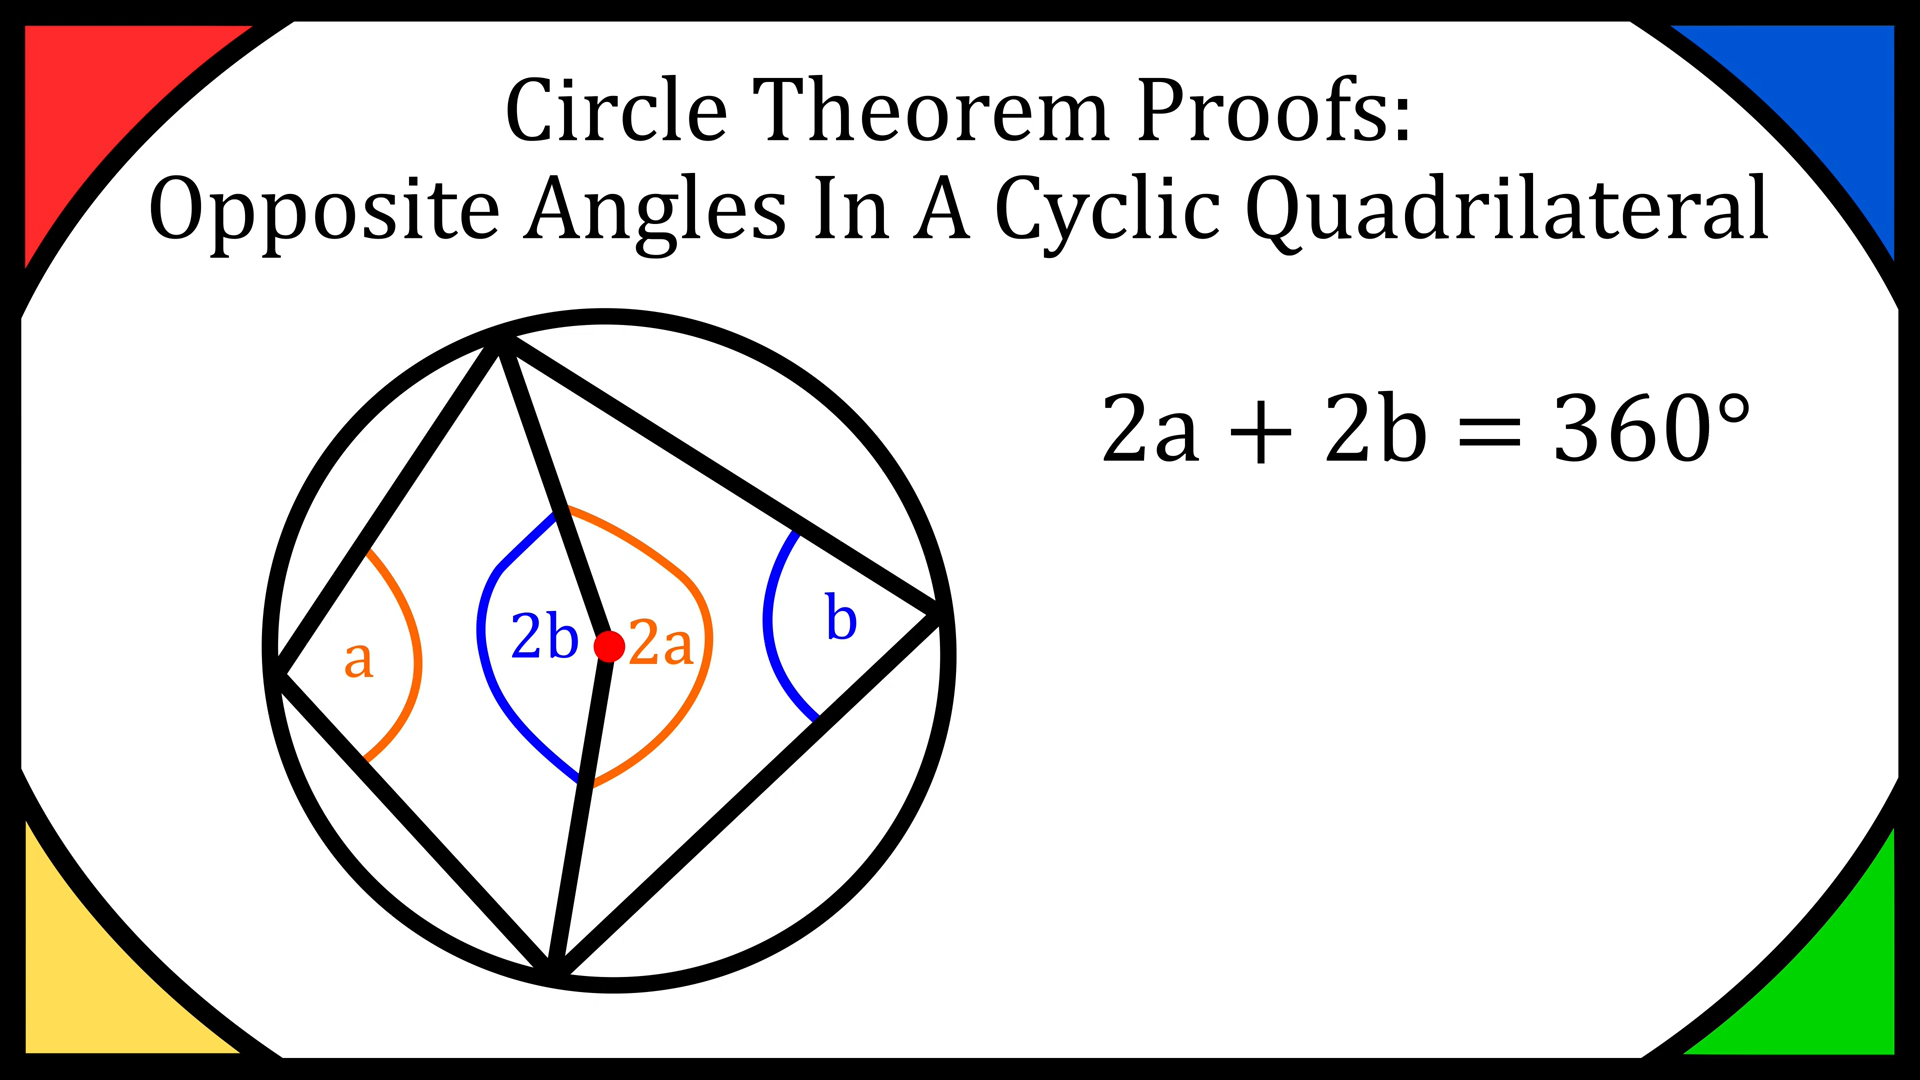 Circle Theorem Proofs:
Opposite Angles In A Cyclic Quadrilateral
2a + 2b = 360°
a
2b
2a
b